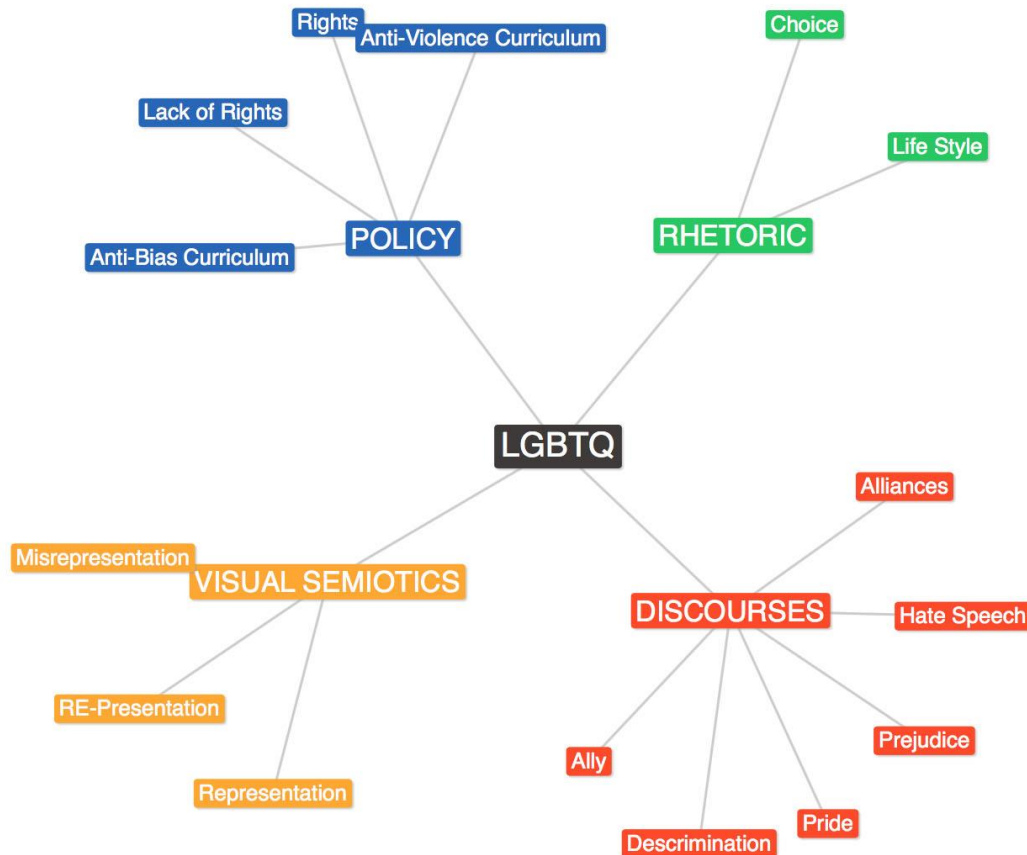 Rights
Anti-Violence Curriculum
Choice
Lack of Rights
Life Style
POLICY
RHETORIC
Anti-Bias Curriculum
LGBTQ
Alliances
Misrepresentation
VISUAL SEMIOTICS
DISCOURSES
Hate Speech
RE-Presentation
Prejudice
Ally
Representation
Pride
Descrimination